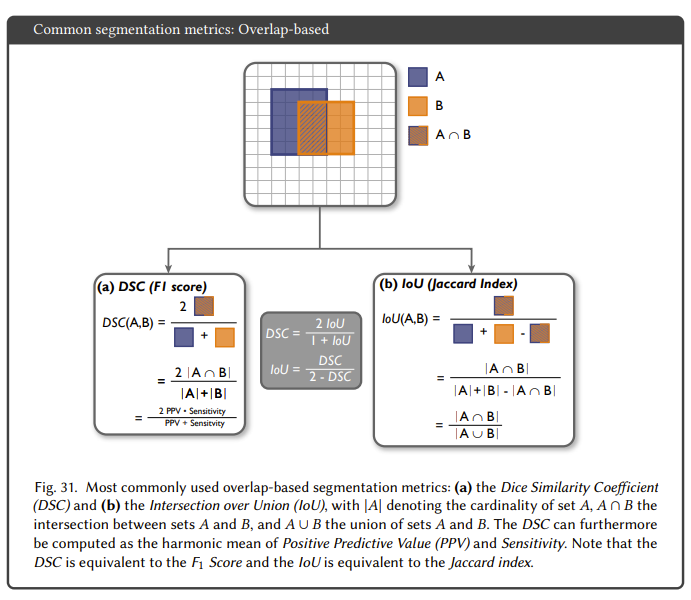 Common segmentation metrics: Overlap-based
A
B
A ∩ B
(a) DSC (F1 score)
DSC(A,B) = 2 / +
= 2 |A ∩ B| / |A|+|B|
= 2 PPV • Sensitivity / PPV + Sensitivity
DSC = 2 IoU / 1 + IoU
IoU = DSC / 2 - DSC
(b) IoU (Jaccard Index)
IoU(A,B) = / + -
= |A ∩ B| / |A|+|B| - |A ∩ B|
= |A ∩ B| / |A ∪ B|
Fig. 31. Most commonly used overlap-based segmentation metrics: (a) the Dice Similarity Coefficient
(DSC) and (b) the Intersection over Union (IoU), with |A| denoting the cardinality of set A, A ∩ B the
intersection between sets A and B, and A ∪ B the union of sets A and B. The DSC can furthermore
be computed as the harmonic mean of Positive Predictive Value (PPV) and Sensitivity. Note that the
DSC is equivalent to the F₁ Score and the IoU is equivalent to the Jaccard index.